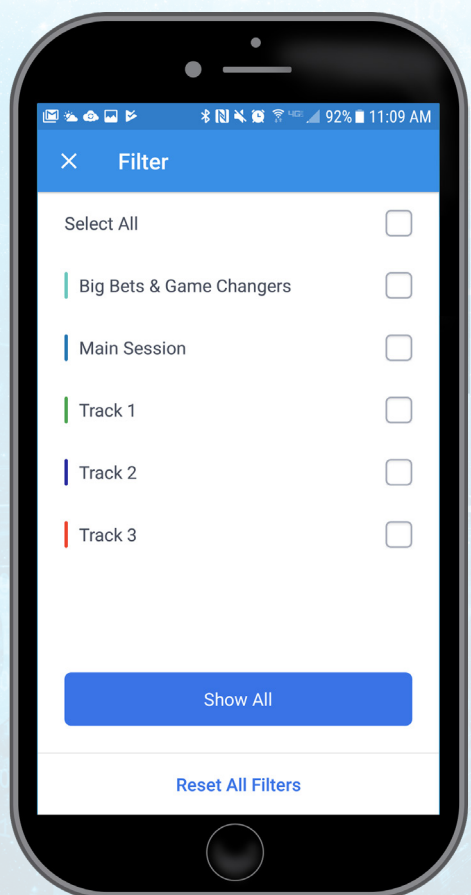 4G 92% 11:09 AM
Filter
Select All
Big Bets & Game Changers
Main Session
Track 1
Track 2
Track 3
Show All
Reset All Filters